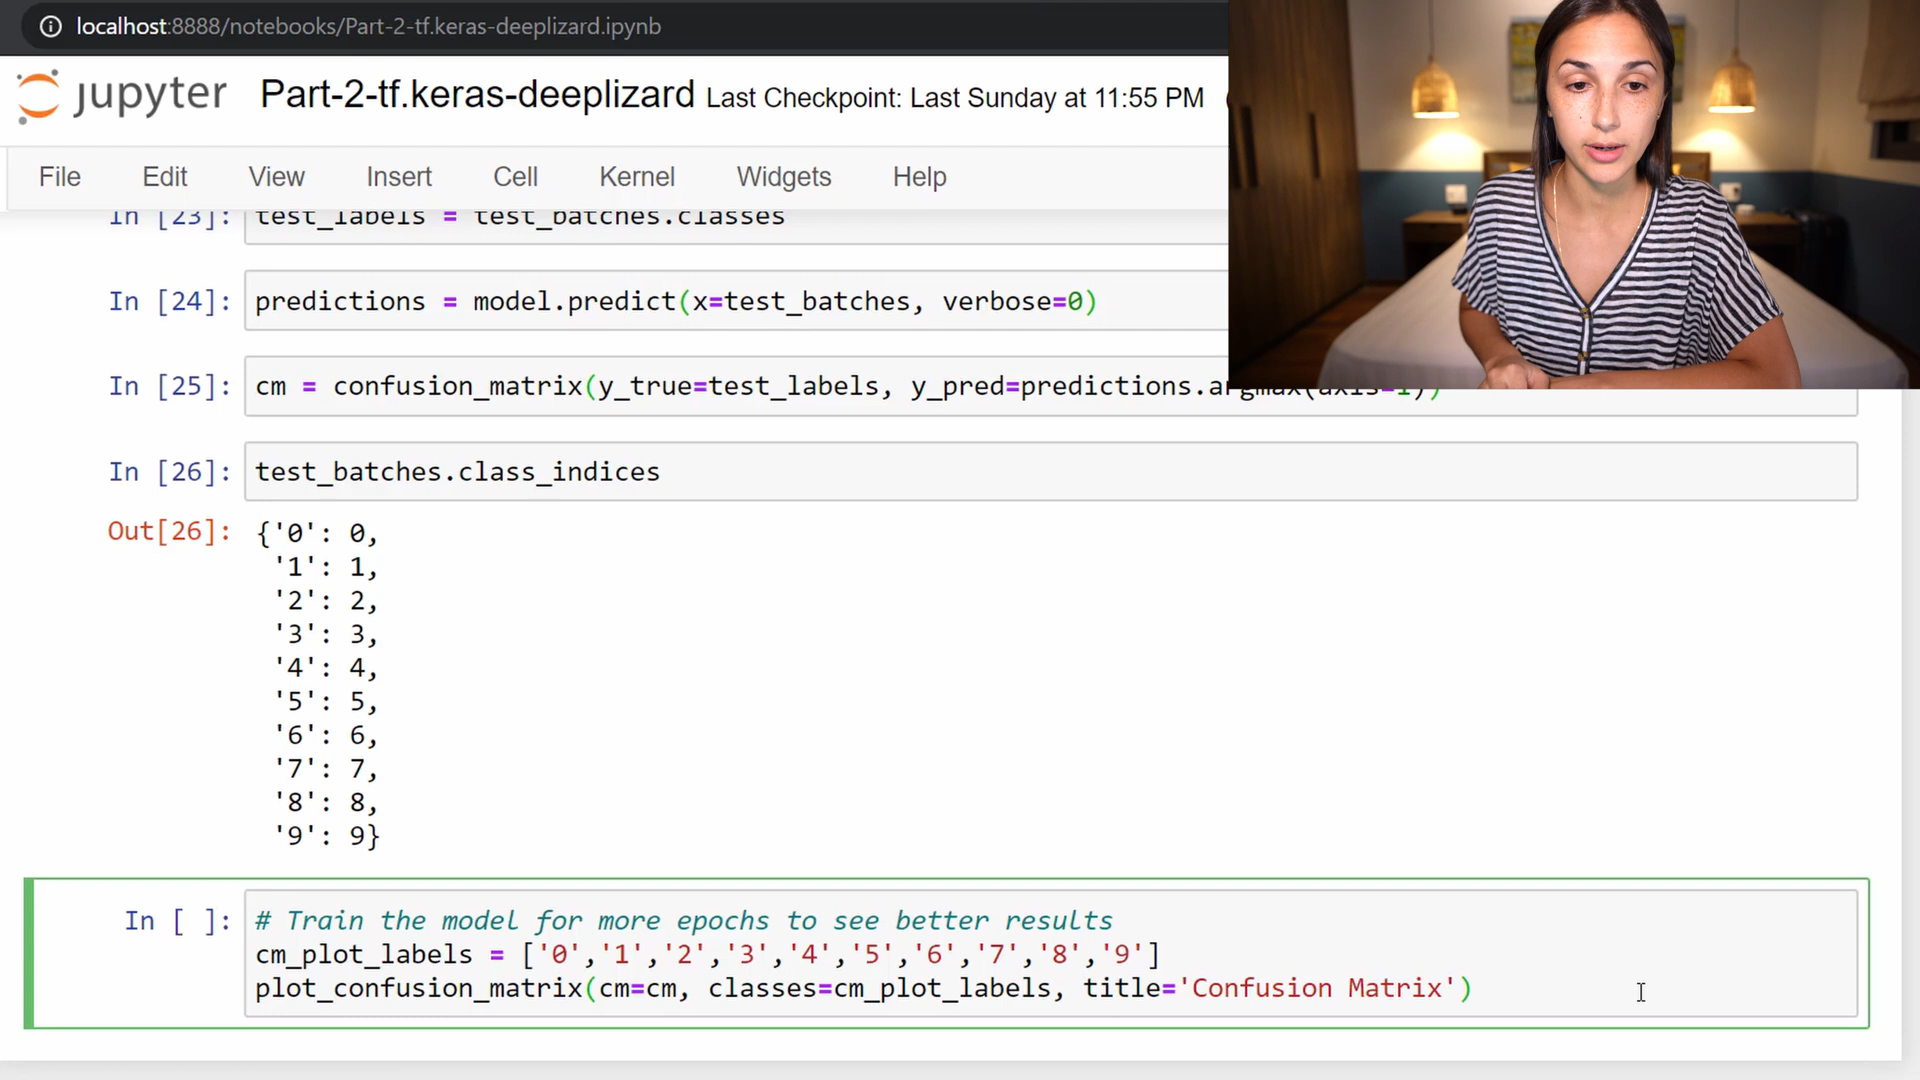 localhost:8888/notebooks/Part-2-tf.keras-deeplizard.ipynb
jupyter Part-2-tf.keras-deeplizard Last Checkpoint: Last Sunday at 11:55 PM
File Edit View Insert Cell Kernel Widgets Help
In [23]: test_labels = test_batches.classes
In [24]: predictions = model.predict(x=test_batches, verbose=0)
In [25]: cm = confusion_matrix(y_true=test_labels, y_pred=predictions.argmax(axis=1))
In [26]: test_batches.class_indices
Out[26]: {'0': 0,
'1': 1,
'2': 2,
'3': 3,
'4': 4,
'5': 5,
'6': 6,
'7': 7,
'8': 8,
'9': 9}
In [ ]: # Train the model for more epochs to see better results
cm_plot_labels = ['0','1','2','3','4','5','6','7','8','9']
plot_confusion_matrix(cm=cm, classes=cm_plot_labels, title='Confusion Matrix')